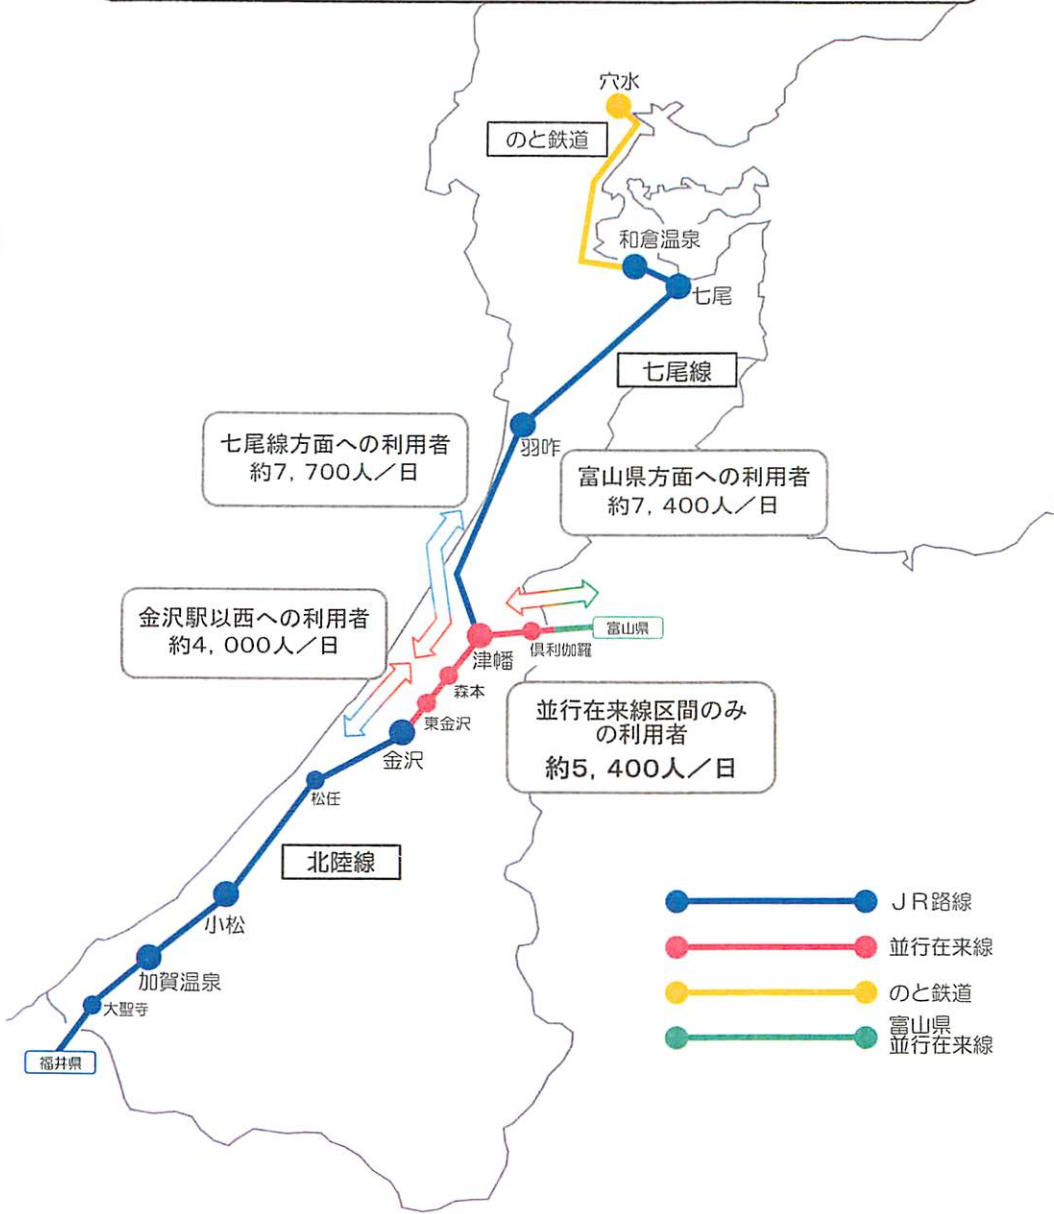 穴水
のと鉄道
和倉温泉
七尾
七尾線
羽咋
七尾線方面への利用者
約7,700人／日
富山県方面への利用者
約7,400人／日
金沢駅以西への利用者
約4,000人／日
富山県
倶利伽羅
津幡
森本
東金沢
金沢
並行在来線区間のみ
の利用者
約5,400人／日
松任
北陸線
小松
加賀温泉
大聖寺
福井県
ＪＲ路線
並行在来線
のと鉄道
富山県
並行在来線